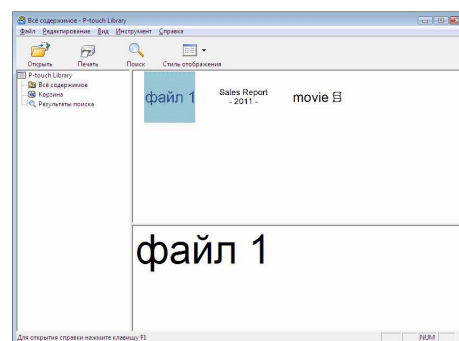 Всё содержимое - P-touch Library
Файл Редактирование Вид Инструмент Справка
Открыть Печать Поиск Стиль отображения
P-touch Library
Всё содержимое
Корзина
Результаты поиска
файл 1
Sales Report
- 2011 -
movie
файл 1
Для открытия справки нажмите клавишу F1
NUM